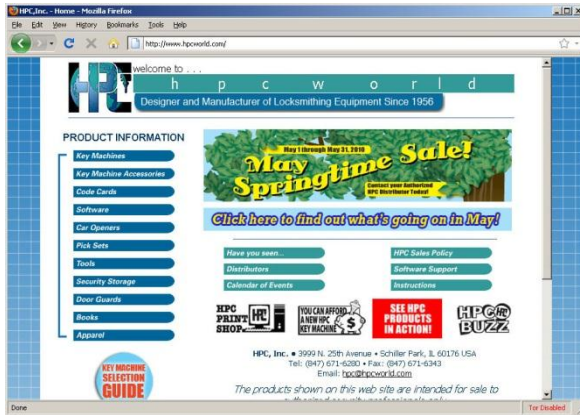 HPC,Inc. - Home - Mozilla Firefox
File Edit View History Bookmarks Tools Help
http://www.hpcworld.com/
welcome to . . .
HPC
h p c w o r l d
Designer and Manufacturer of Locksmithing Equipment Since 1956
PRODUCT INFORMATION
Key Machines
Key Machine Accessories
Code Cards
Software
Car Openers
Pick Sets
Tools
Security Storage
Door Guards
Books
Apparel
KEY MACHINE
SELECTION
GUIDE
May 1 through May 31, 2010
May
Springtime Sale!
Contact your Authorized
HPC Distributor Today!
Click here to find out what's going on in May!
Have you seen...
HPC Sales Policy
Distributors
Software Support
Calendar of Events
Instructions
HPC
PRINT
SHOP
HPC
YOU CAN AFFORD
A NEW HPC
KEY MACHINE
$
SEE HPC
PRODUCTS
IN ACTION!
HPC
BUZZ
HPC, Inc. • 3999 N. 25th Avenue • Schiller Park, IL 60176 USA
Tel: (847) 671-6280 • Fax: (847) 671-6343
Email: hpc@hpcworld.com
The products shown on this web site are intended for sale to
Done
Tor Disabled